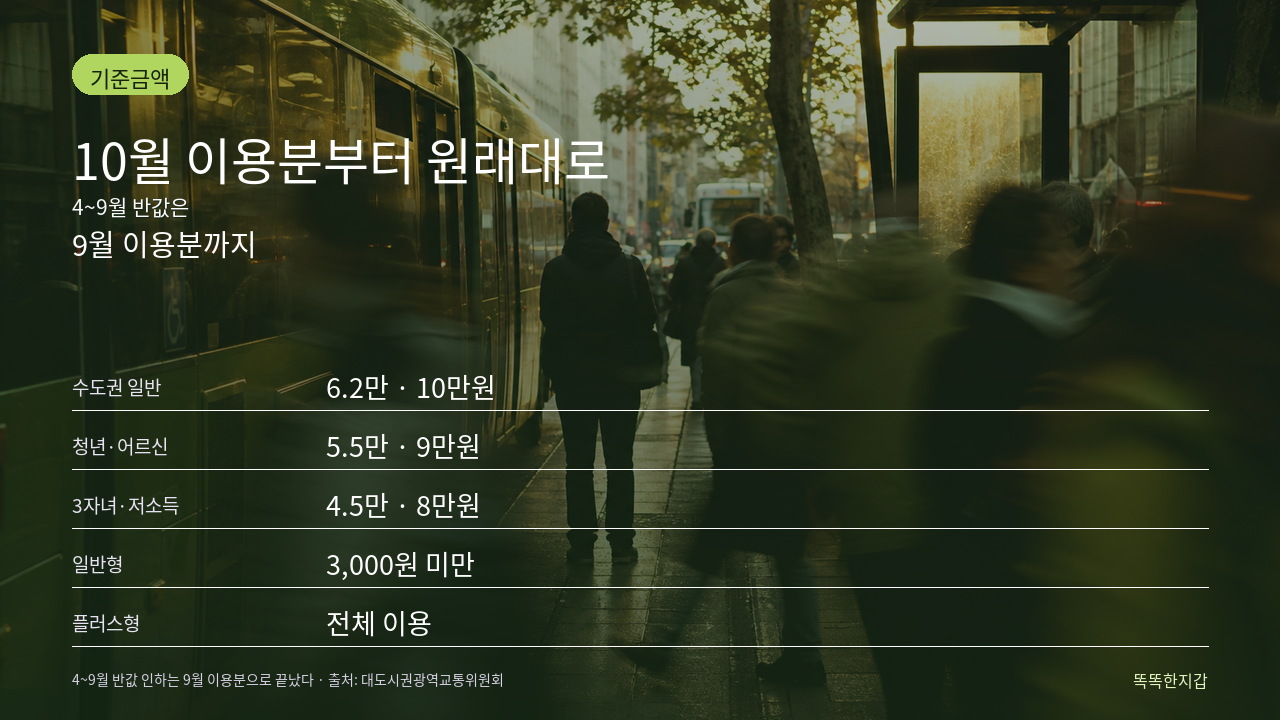 기준금액
10월 이용분부터 원래대로
4~9월 반값은
9월 이용분까지
수도권 일반 6.2만 · 10만원
청년·어르신 5.5만 · 9만원
3자녀·저소득 4.5만 · 8만원
일반형 3,000원 미만
플러스형 전체 이용
4~9월 반값 인하는 9월 이용분으로 끝났다 · 출처: 대도시권광역교통위원회 똑똑한지갑